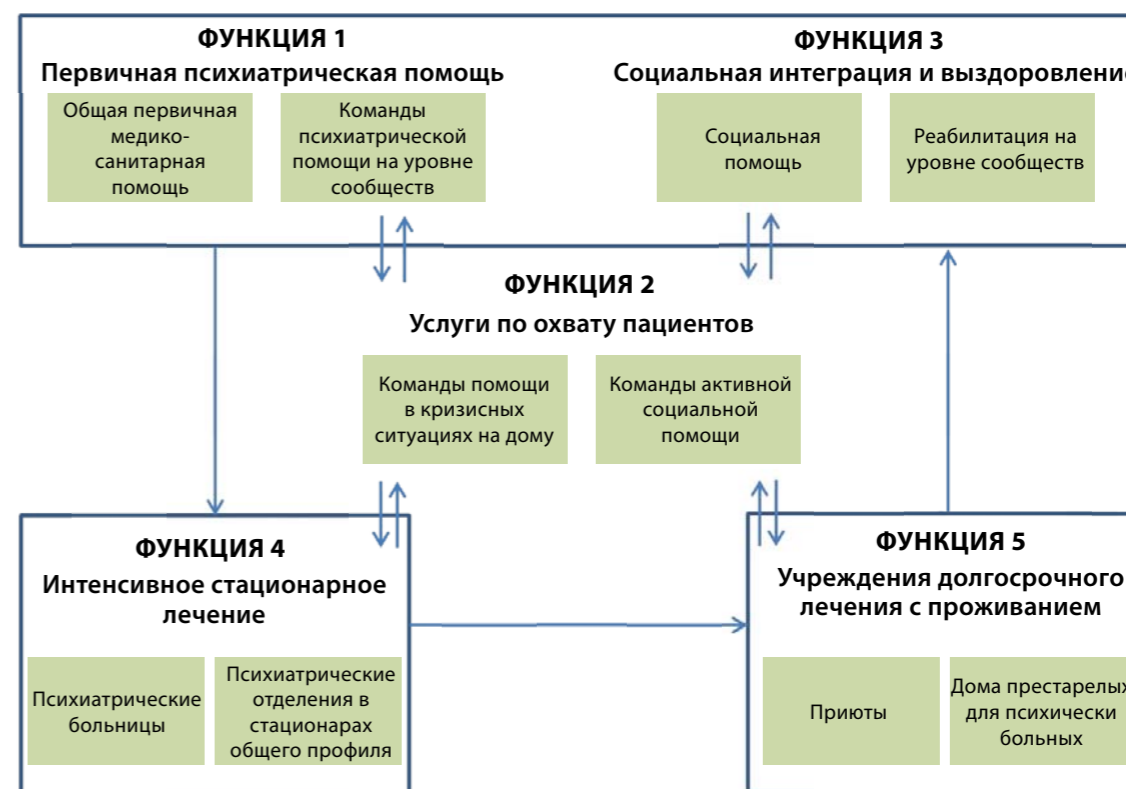 ФУНКЦИЯ 1
Первичная психиатрическая помощь
Общая первичная
медико-
санитарная
помощь
Команды
психиатрической
помощи на уровне
сообществ
ФУНКЦИЯ 3
Социальная интеграция и выздоровление
Социальная
помощь
Реабилитация на
уровне сообществ
ФУНКЦИЯ 2
Услуги по охвату пациентов
Команды помощи
в кризисных
ситуациях на дому
Команды активной
социальной
помощи
ФУНКЦИЯ 4
Интенсивное стационарное
лечение
Психиатрические
больницы
Психиатрические
отделения в
стационарах
общего профиля
ФУНКЦИЯ 5
Учреждения долгосрочного
лечения с проживанием
Приюты
Дома престарелых
для психически
больных